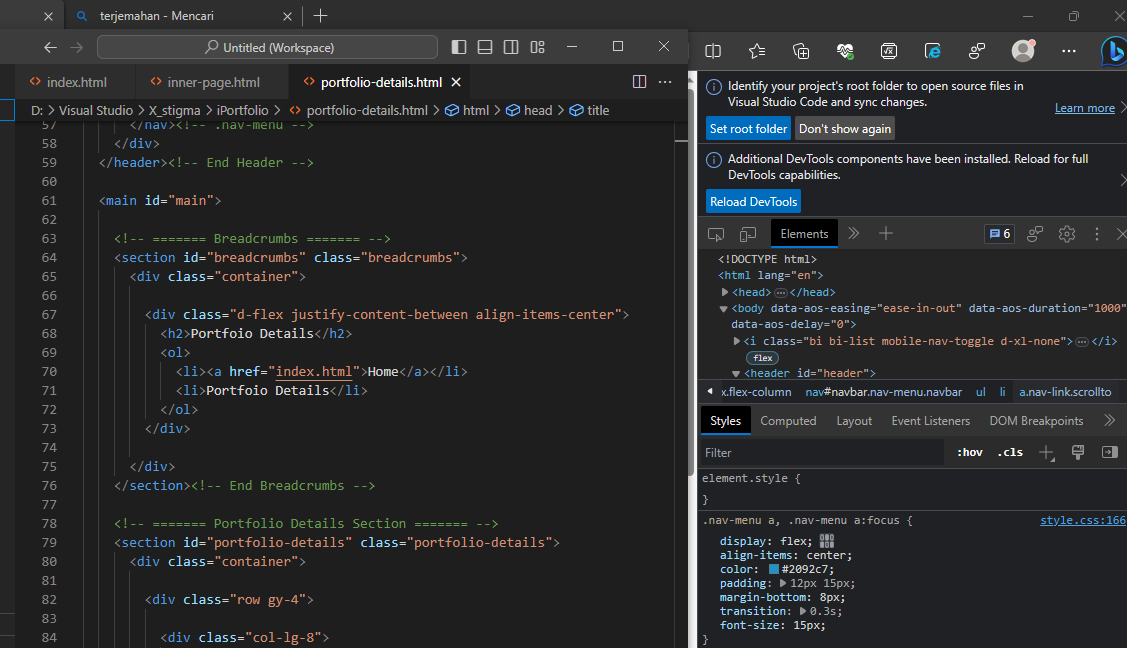 terjemahan - Mencari
Untitled (Workspace)
index.html
inner-page.html
portfolio-details.html
D: > Visual Studio > X_stigma > iPortfolio > portfolio-details.html > html > head > title
57 </nav><!-- .nav-menu -->
58 </div>
59 </header><!-- End Header -->
60
61 <main id="main">
62
63 <!-- ======= Breadcrumbs ======= -->
64 <section id="breadcrumbs" class="breadcrumbs">
65 <div class="container">
66
67 <div class="d-flex justify-content-between align-items-center">
68 <h2>Portfoio Details</h2>
69 <ol>
70 <li><a href="index.html">Home</a></li>
71 <li>Portfoio Details</li>
72 </ol>
73 </div>
74
75 </div>
76 </section><!-- End Breadcrumbs -->
77
78 <!-- ======= Portfolio Details Section ======= -->
79 <section id="portfolio-details" class="portfolio-details">
80 <div class="container">
81
82 <div class="row gy-4">
83
84 <div class="col-lg-8">
Identify your project's root folder to open source files in
Visual Studio Code and sync changes.
Learn more
Set root folder
Don't show again
Additional DevTools components have been installed. Reload for full
DevTools capabilities.
Reload DevTools
Elements
6
<!DOCTYPE html>
<html lang="en">
<head>…</head>
<body data-aos-easing="ease-in-out" data-aos-duration="1000"
data-aos-delay="0">
<i class="bi bi-list mobile-nav-toggle d-xl-none">…</i>
flex
<header id="header">
x.flex-column nav#navbar.nav-menu.navbar ul li a.nav-link.scrollto
Styles Computed Layout Event Listeners DOM Breakpoints
Filter
:hov .cls
element.style {
}
.nav-menu a, .nav-menu a:focus {
style.css:166
display: flex;
align-items: center;
color: #2092c7;
padding: 12px 15px;
margin-bottom: 8px;
transition: 0.3s;
font-size: 15px;
}